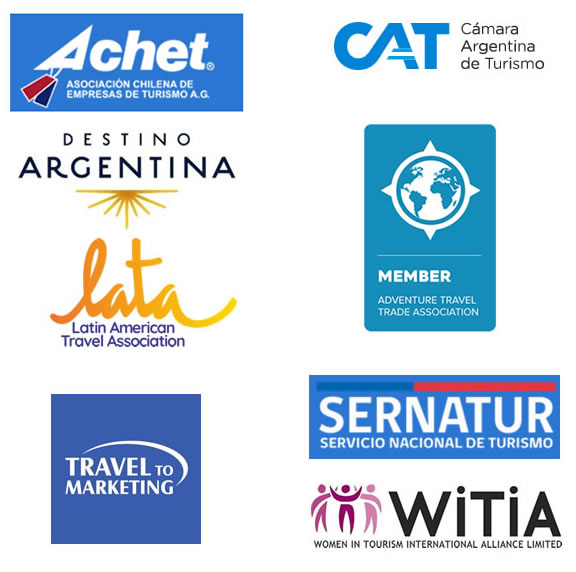 Achet®
ASOCIACIÓN CHILENA DE
EMPRESAS DE TURISMO A.G.
CAT
Cámara
Argentina
de Turismo
DESTINO
ARGENTINA
MEMBER
ADVENTURE TRAVEL
TRADE ASSOCIATION
lata
Latin American
Travel Association
SERNATUR
SERVICIO NACIONAL DE TURISMO
TRAVEL TO
MARKETING
WiTiA
WOMEN IN TOURISM INTERNATIONAL ALLIANCE LIMITED